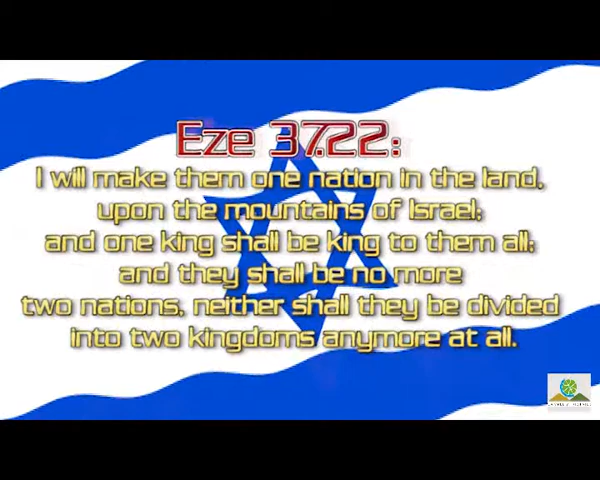 Eze 37.22:
I will make them one nation in the land,
upon the mountains of Israel;
and one king shall be king to them all;
and they shall be no more
two nations, neither shall they be divided
into two kingdoms anymore at all.